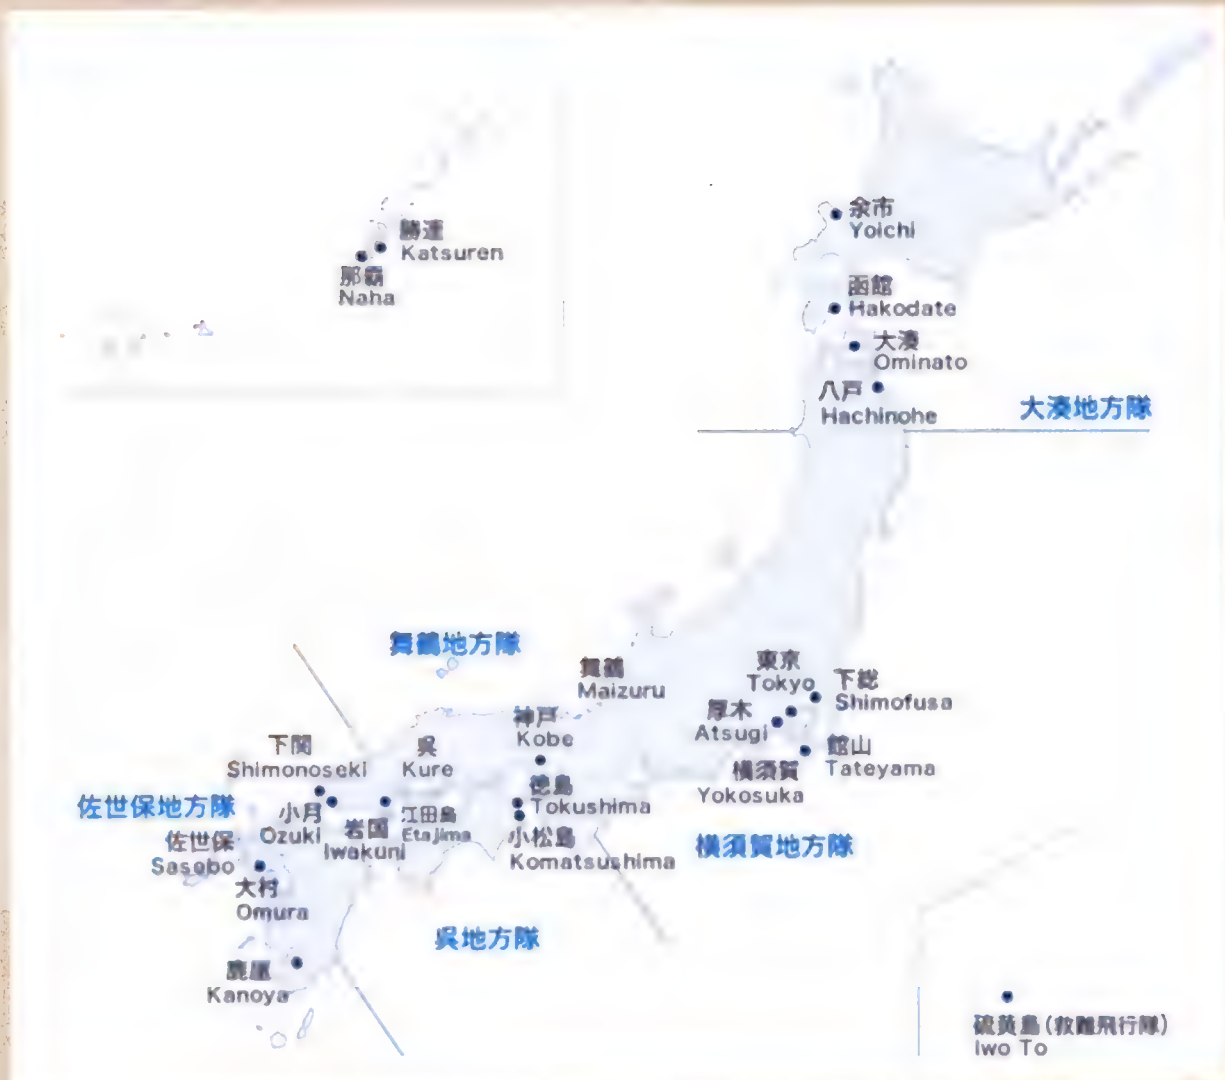 勝連
Katsuren
那覇
Naha
余市
Yoichi
函館
Hakodate
大湊
Ominato
八戸
Hachinohe
大湊地方隊
舞鶴地方隊
舞鶴
Maizuru
東京
Tokyo
下総
Shimofusa
厚木
Atsugi
神戸
Kobe
館山
Tateyama
横須賀
Yokosuka
下関
Shimonoseki
呉
Kure
徳島
Tokushima
佐世保地方隊
小月
Ozuki
岩国
Iwakuni
江田島
Etajima
小松島
Komatsushima
横須賀地方隊
佐世保
Sasebo
大村
Omura
呉地方隊
鹿屋
Kanoya
硫黄島(救難飛行隊)
Iwo To